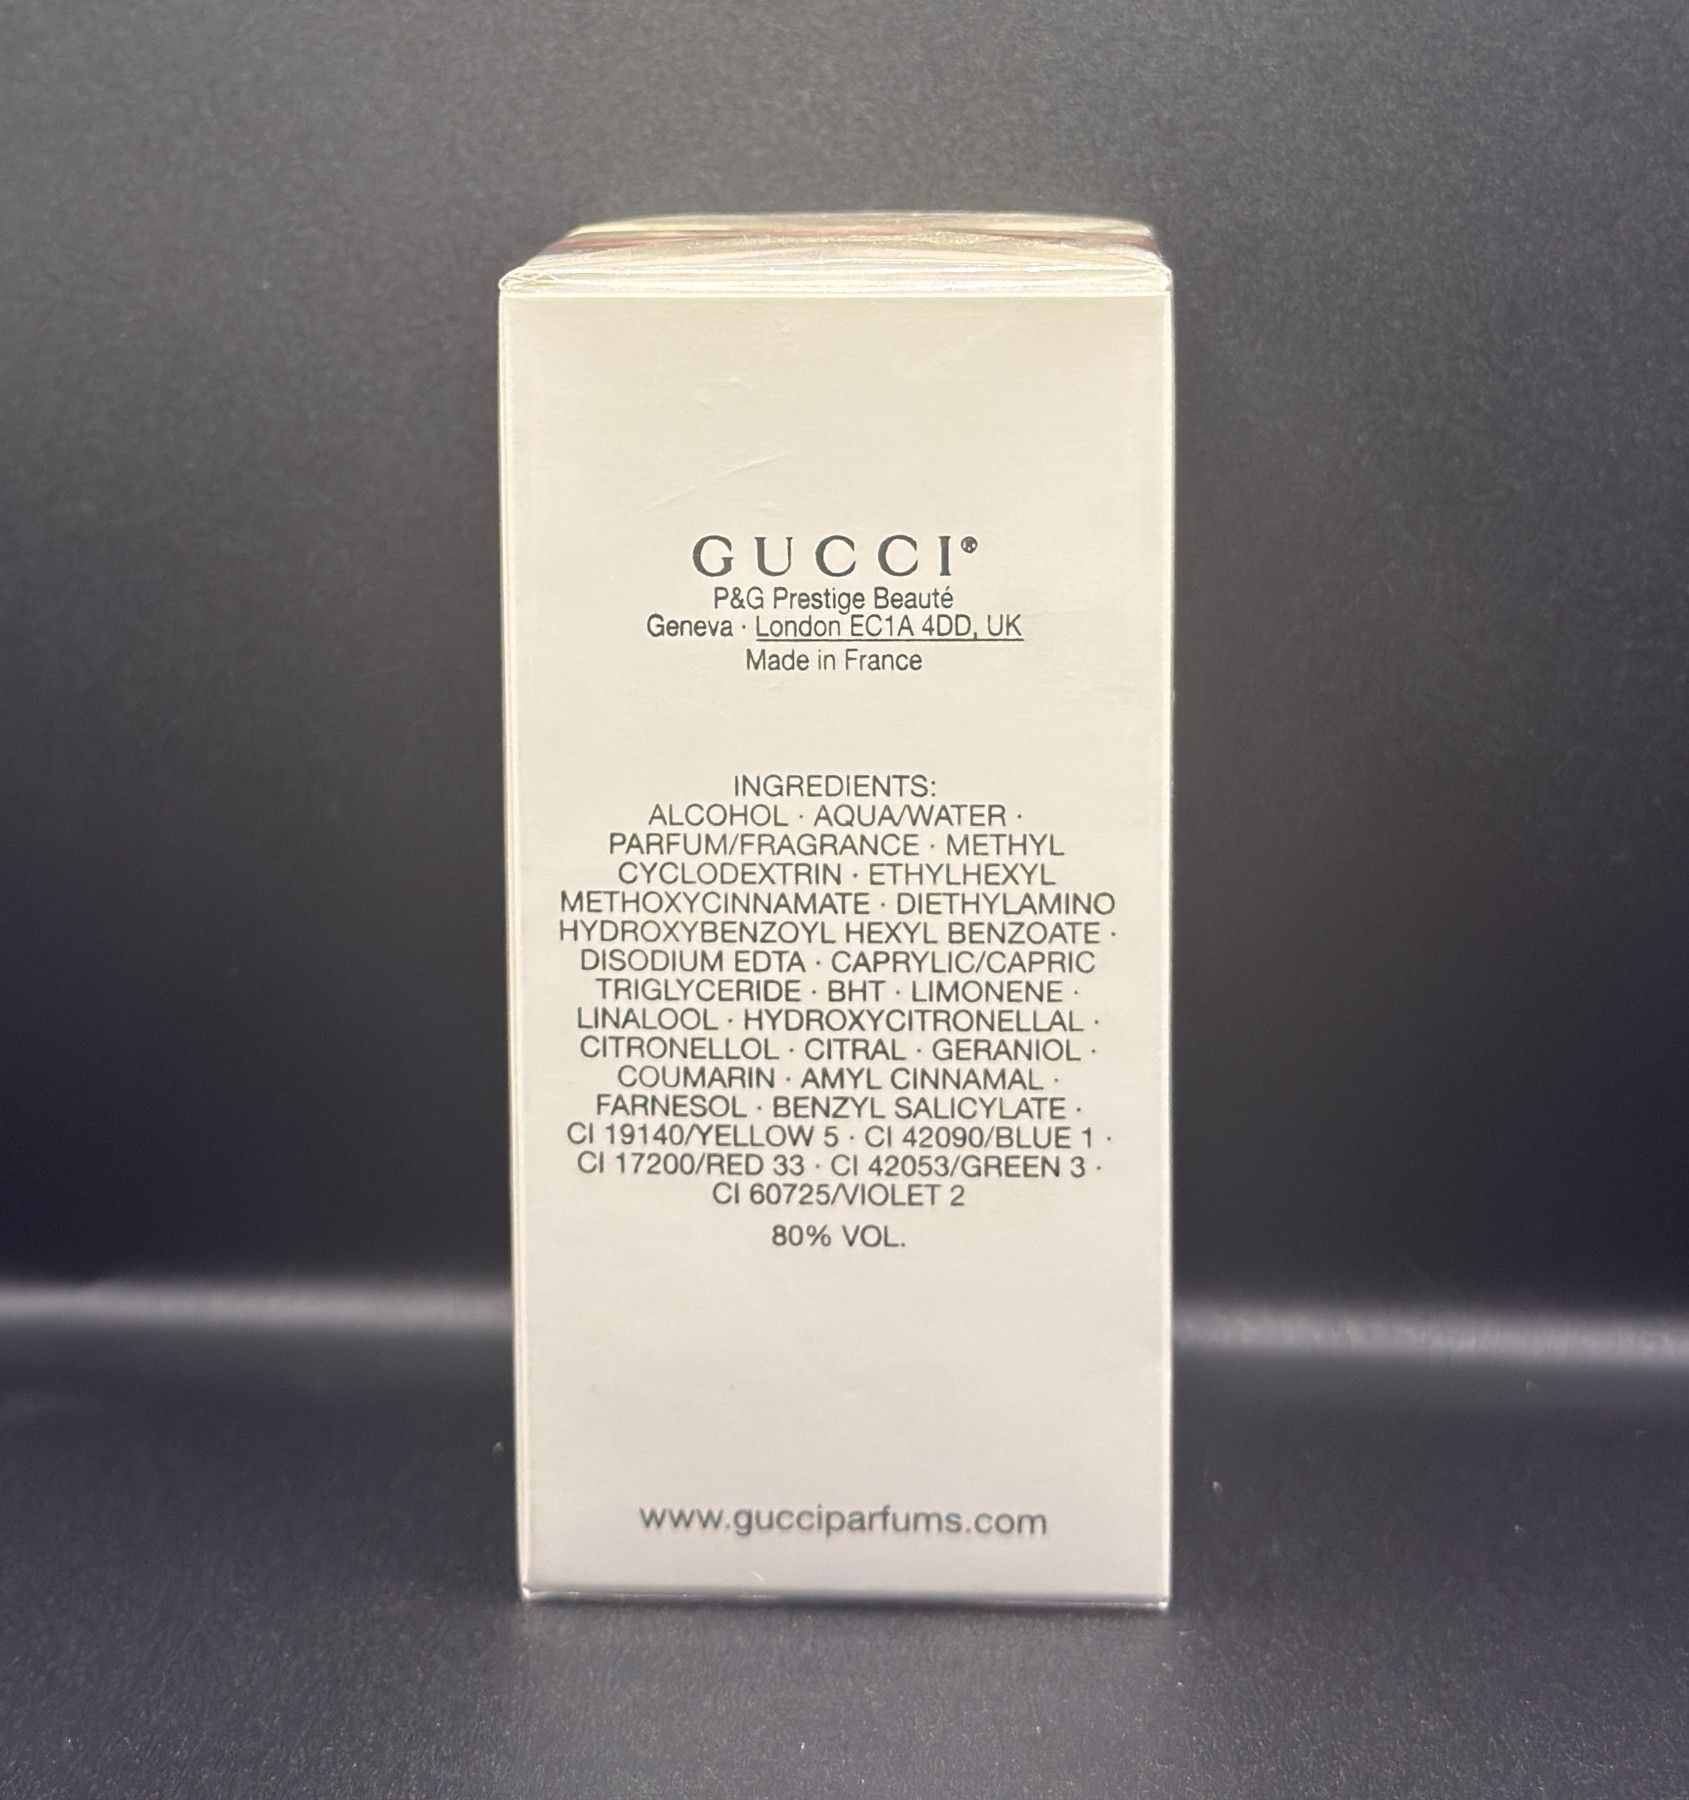 GUCCI®
P&G Prestige Beauté
Geneva · London EC1A 4DD, UK
Made in France
INGREDIENTS:
ALCOHOL · AQUA/WATER ·
PARFUM/FRAGRANCE · METHYL
CYCLODEXTRIN · ETHYLHEXYL
METHOXYCINNAMATE · DIETHYLAMINO
HYDROXYBENZOYL HEXYL BENZOATE ·
DISODIUM EDTA · CAPRYLIC/CAPRIC
TRIGLYCERIDE · BHT · LIMONENE ·
LINALOOL · HYDROXYCITRONELLAL ·
CITRONELLOL · CITRAL · GERANIOL ·
COUMARIN · AMYL CINNAMAL ·
FARNESOL · BENZYL SALICYLATE ·
CI 19140/YELLOW 5 · CI 42090/BLUE 1 ·
CI 17200/RED 33 · CI 42053/GREEN 3 ·
CI 60725/VIOLET 2
80% VOL.
www.gucciparfums.com